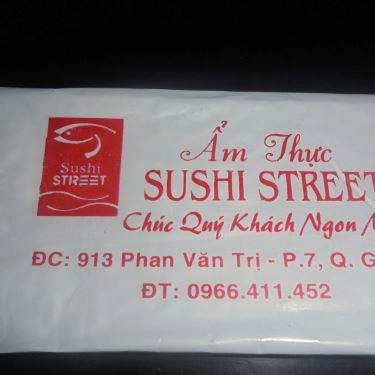 Sushi
STREET
Ẩm Thực
SUSHI STREET
Chúc Quý Khách Ngon
ĐC: 913 Phan Văn Trị - P.7, Q. G
ĐT: 0966.411.452